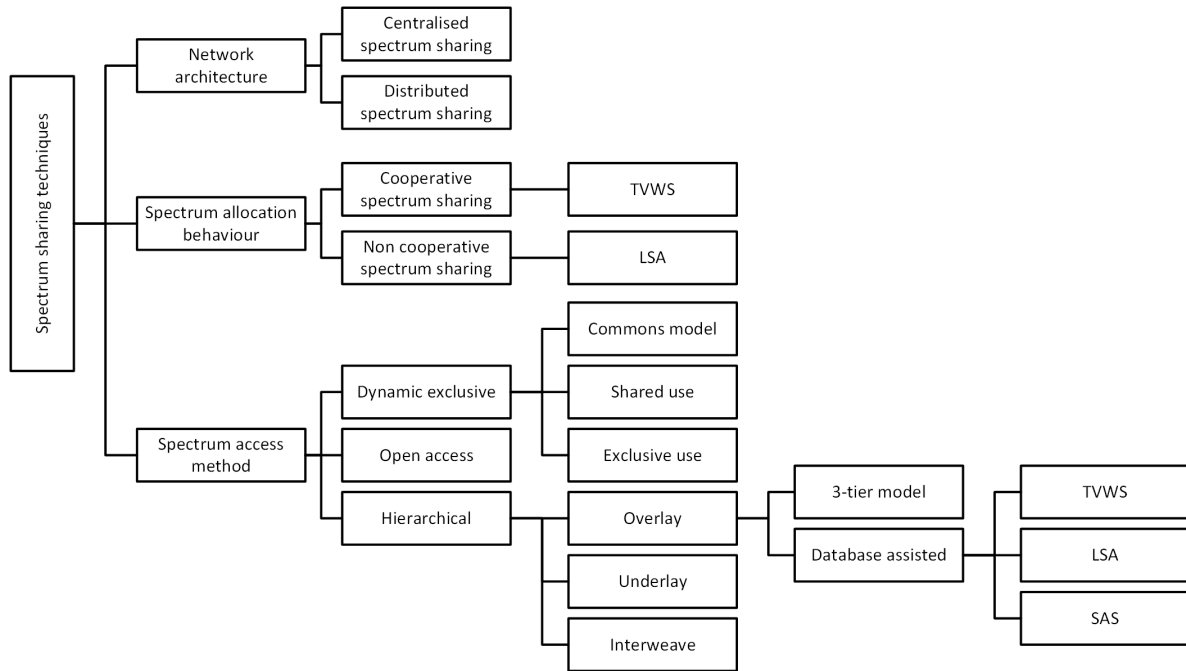 Spectrum sharing techniques
Network
architecture
Centralised
spectrum sharing
Distributed
spectrum sharing
Spectrum allocation
behaviour
Cooperative
spectrum sharing
TVWS
Non cooperative
spectrum sharing
LSA
Spectrum access
method
Dynamic exclusive
Commons model
Shared use
Exclusive use
Open access
Hierarchical
Overlay
3-tier model
Database assisted
TVWS
LSA
SAS
Underlay
Interweave